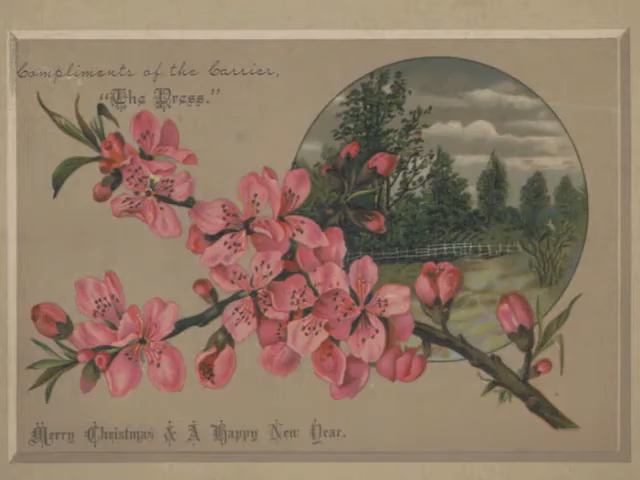 Compliments of the Carrier,
"The Press."
Merry Christmas & A Happy New Year.